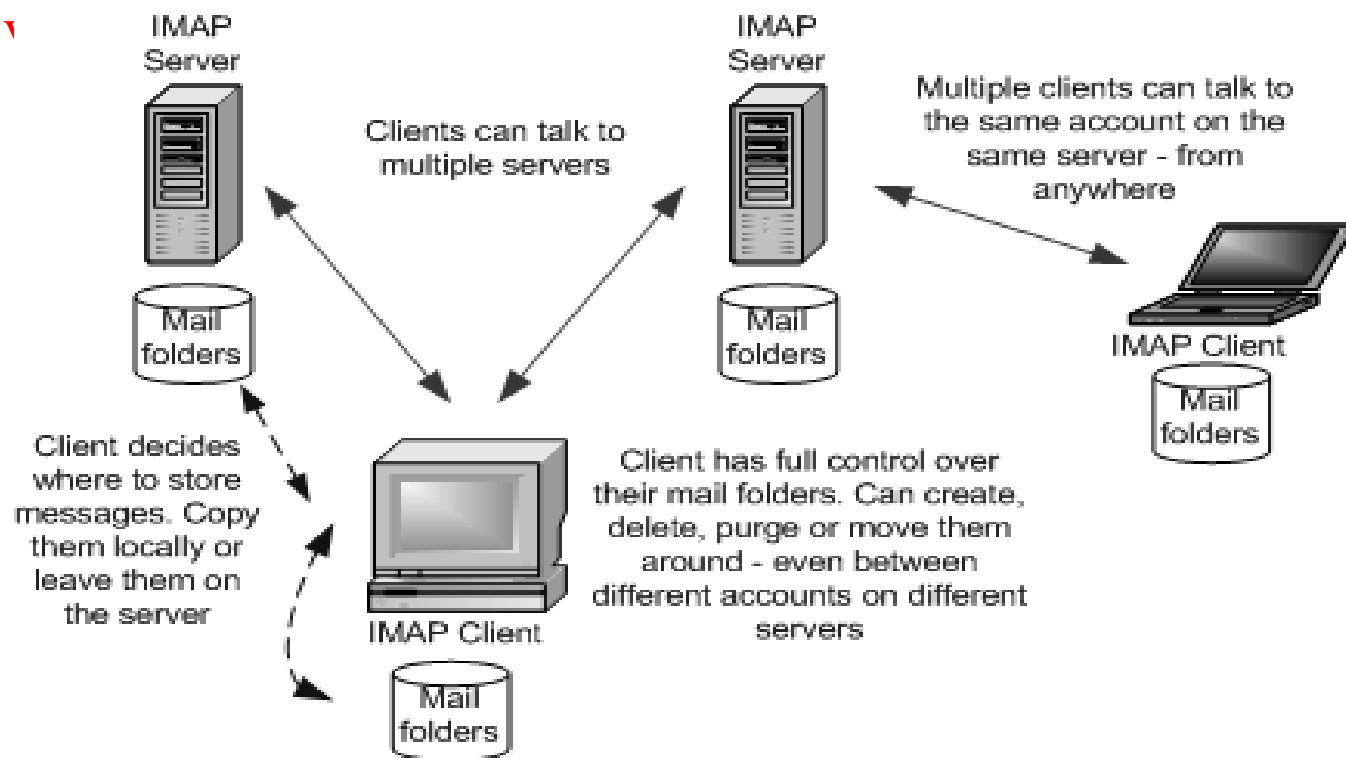 IMAP
Server
IMAP
Server
Clients can talk to
multiple servers
Multiple clients can talk to
the same account on the
same server - from
anywhere
Mail
folders
Mail
folders
IMAP Client
Mail
folders
Client decides
where to store
messages. Copy
them locally or
leave them on
the server
Client has full control over
their mail folders. Can create,
delete, purge or move them
around - even between
different accounts on different
servers
IMAP Client
Mail
folders